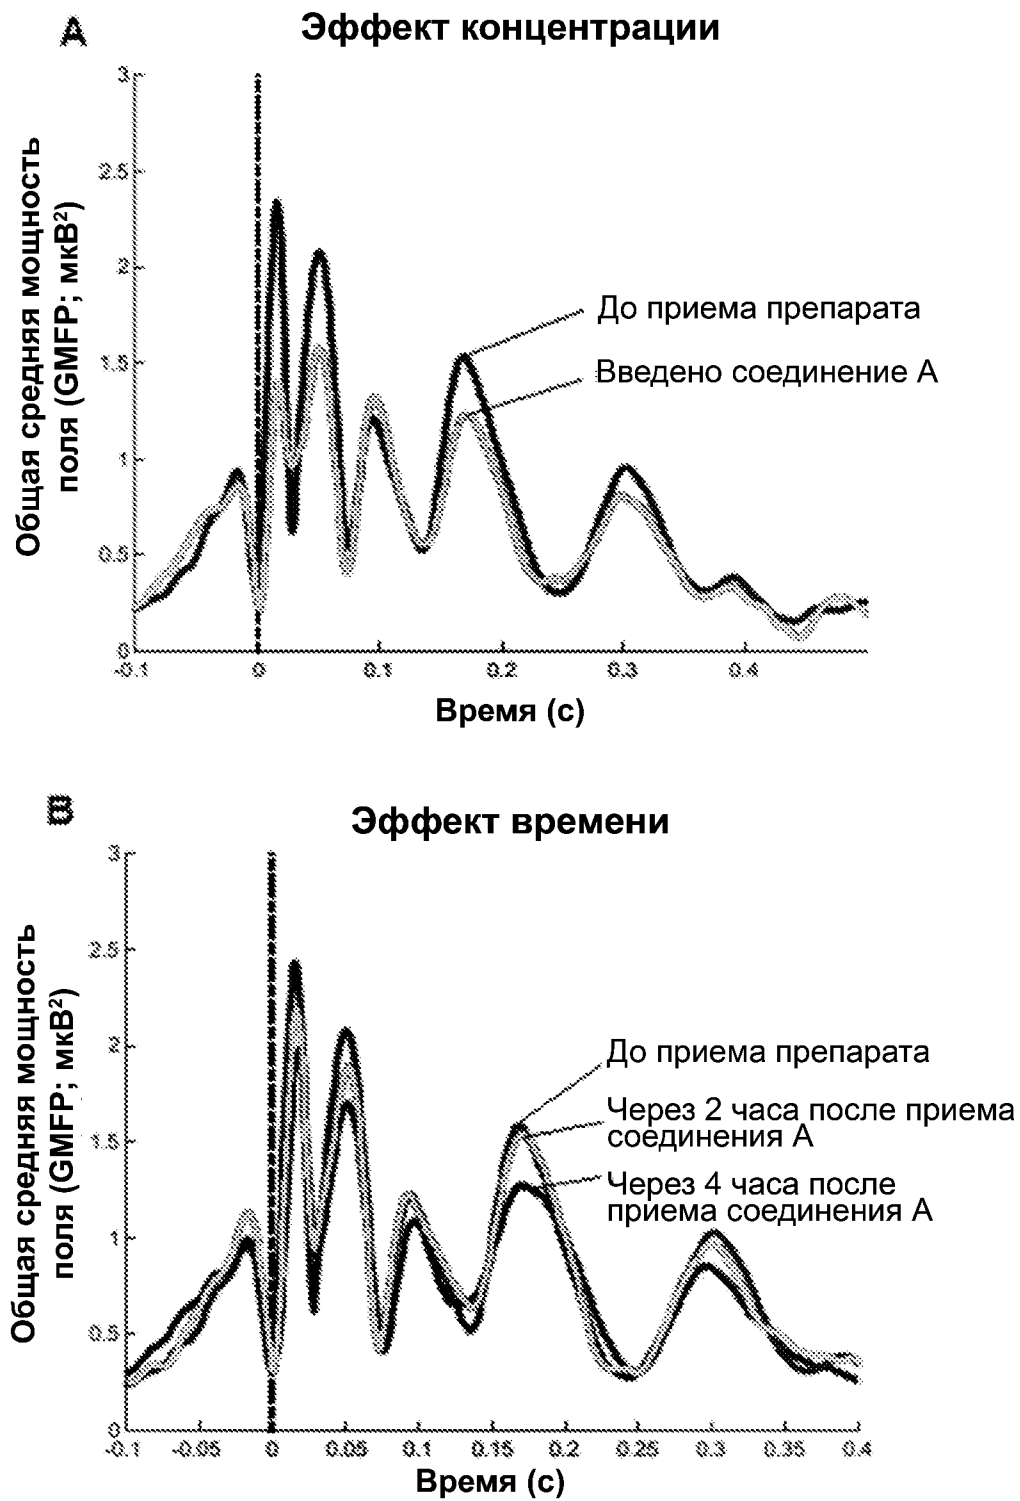 A
Эффект концентрации
Общая средняя мощность
поля (GMFP; мкВ²)
3
2.5
2
1.5
1
0.5
0
До приема препарата
Введено соединение А
-0.1
0
0.1
0.2
0.3
0.4
Время (с)
B
Эффект времени
Общая средняя мощность
поля (GMFP; мкВ²)
3
2.5
2
1.5
1
0.5
0
До приема препарата
Через 2 часа после приема
соединения А
Через 4 часа после
приема соединения А
-0.1
-0.05
0
0.05
0.1
0.15
0.2
0.25
0.3
0.35
0.4
Время (с)